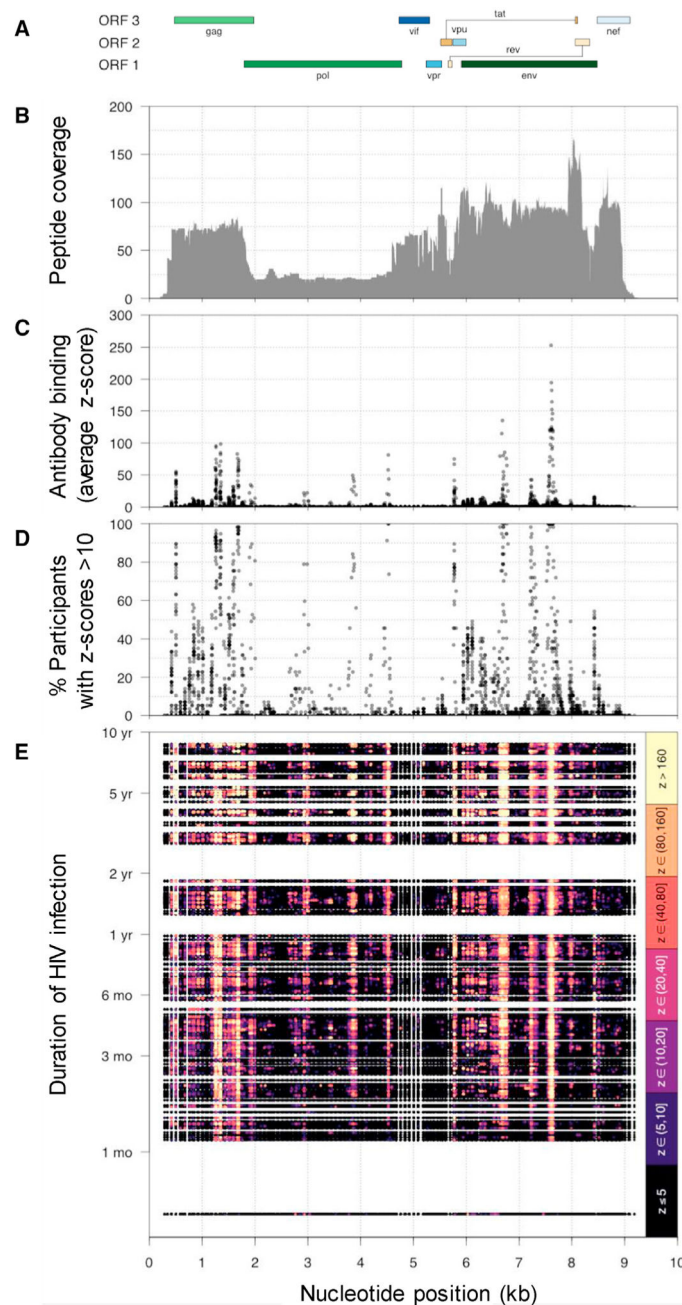 A
ORF 3
ORF 2
ORF 1
gag
vif
tat
vpu
nef
rev
pol
vpr
env
B
Peptide coverage
200
150
100
50
0
C
Antibody binding
(average z-score)
300
250
200
150
100
50
0
D
% Participants
with z-scores >10
100
80
60
40
20
0
E
Duration of HIV infection
10 yr
5 yr
2 yr
1 yr
6 mo
3 mo
1 mo
z > 160
z ∈ (80,160]
z ∈ (40,80]
z ∈ (20,40]
z ∈ (10,20]
z ∈ (5,10]
z ≤ 5
0 1 2 3 4 5 6 7 8 9 10
Nucleotide position (kb)